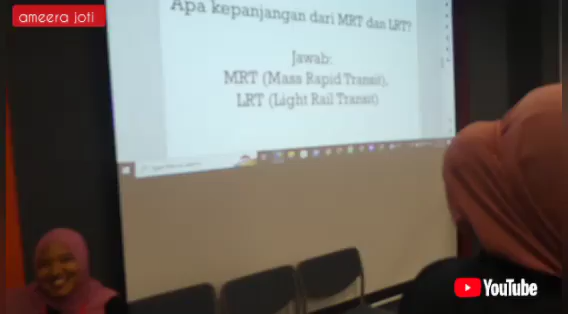 ameera joti
Apa kepanjangan dari MRT dan LRT?
Jawab:
MRT (Mass Rapid Transit),
LRT (Light Rail Transit)
YouTube